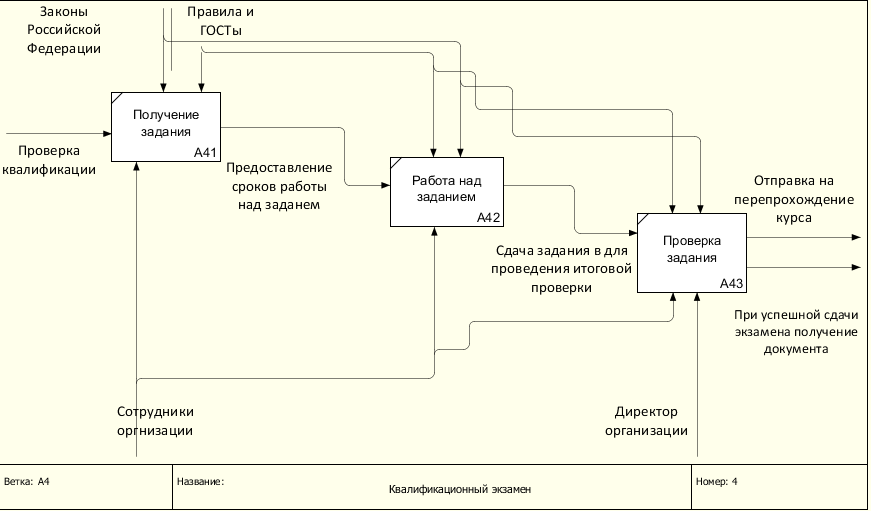 Законы
Российской
Федерации
Правила и
ГОСТы
Получение
задания
A41
Проверка
квалификации
Предоставление
сроков работы
над заданем
Работа над
заданием
A42
Сдача задания в для
проведения итоговой
проверки
Проверка
задания
A43
Отправка на
перепрохождение
курса
При успешной сдачи
экзамена получение
документа
Сотрудники
оргнизации
Директор
организации
Ветка: A4
Название:
Квалификационный экзамен
Номер: 4